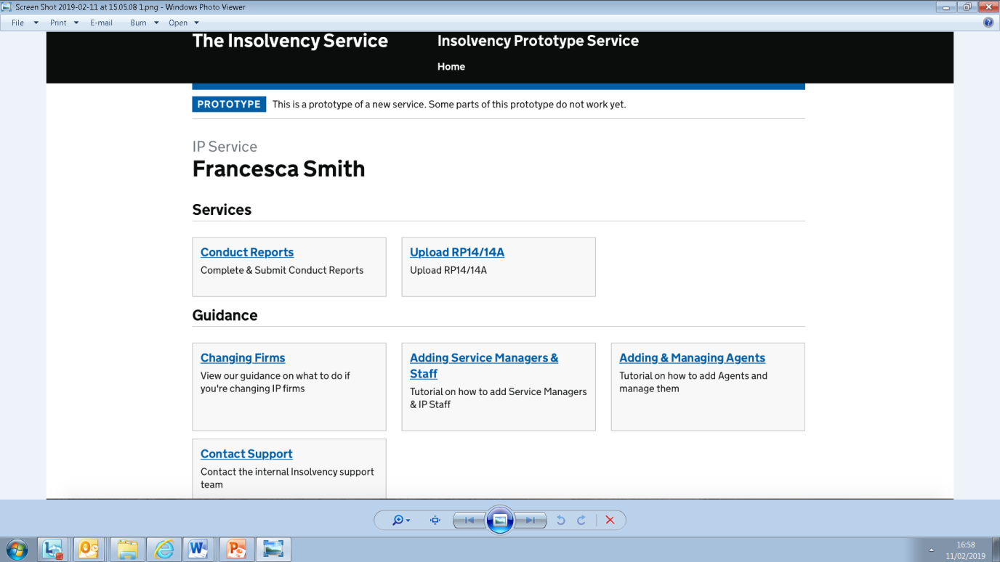 Screen Shot 2019-02-11 at 15.05.08 1.png - Windows Photo Viewer
File Print E-mail Burn Open
The Insolvency Service Insolvency Prototype Service
Home
PROTOTYPE This is a prototype of a new service. Some parts of this prototype do not work yet.
IP Service
Francesca Smith
Services
Conduct Reports
Complete & Submit Conduct Reports
Upload RP14/14A
Upload RP14/14A
Guidance
Changing Firms
View our guidance on what to do if
you're changing IP firms
Adding Service Managers &
Staff
Tutorial on how to add Service Managers
& IP Staff
Adding & Managing Agents
Tutorial on how to add Agents and
manage them
Contact Support
Contact the internal Insolvency support
team
16:58
11/02/2019